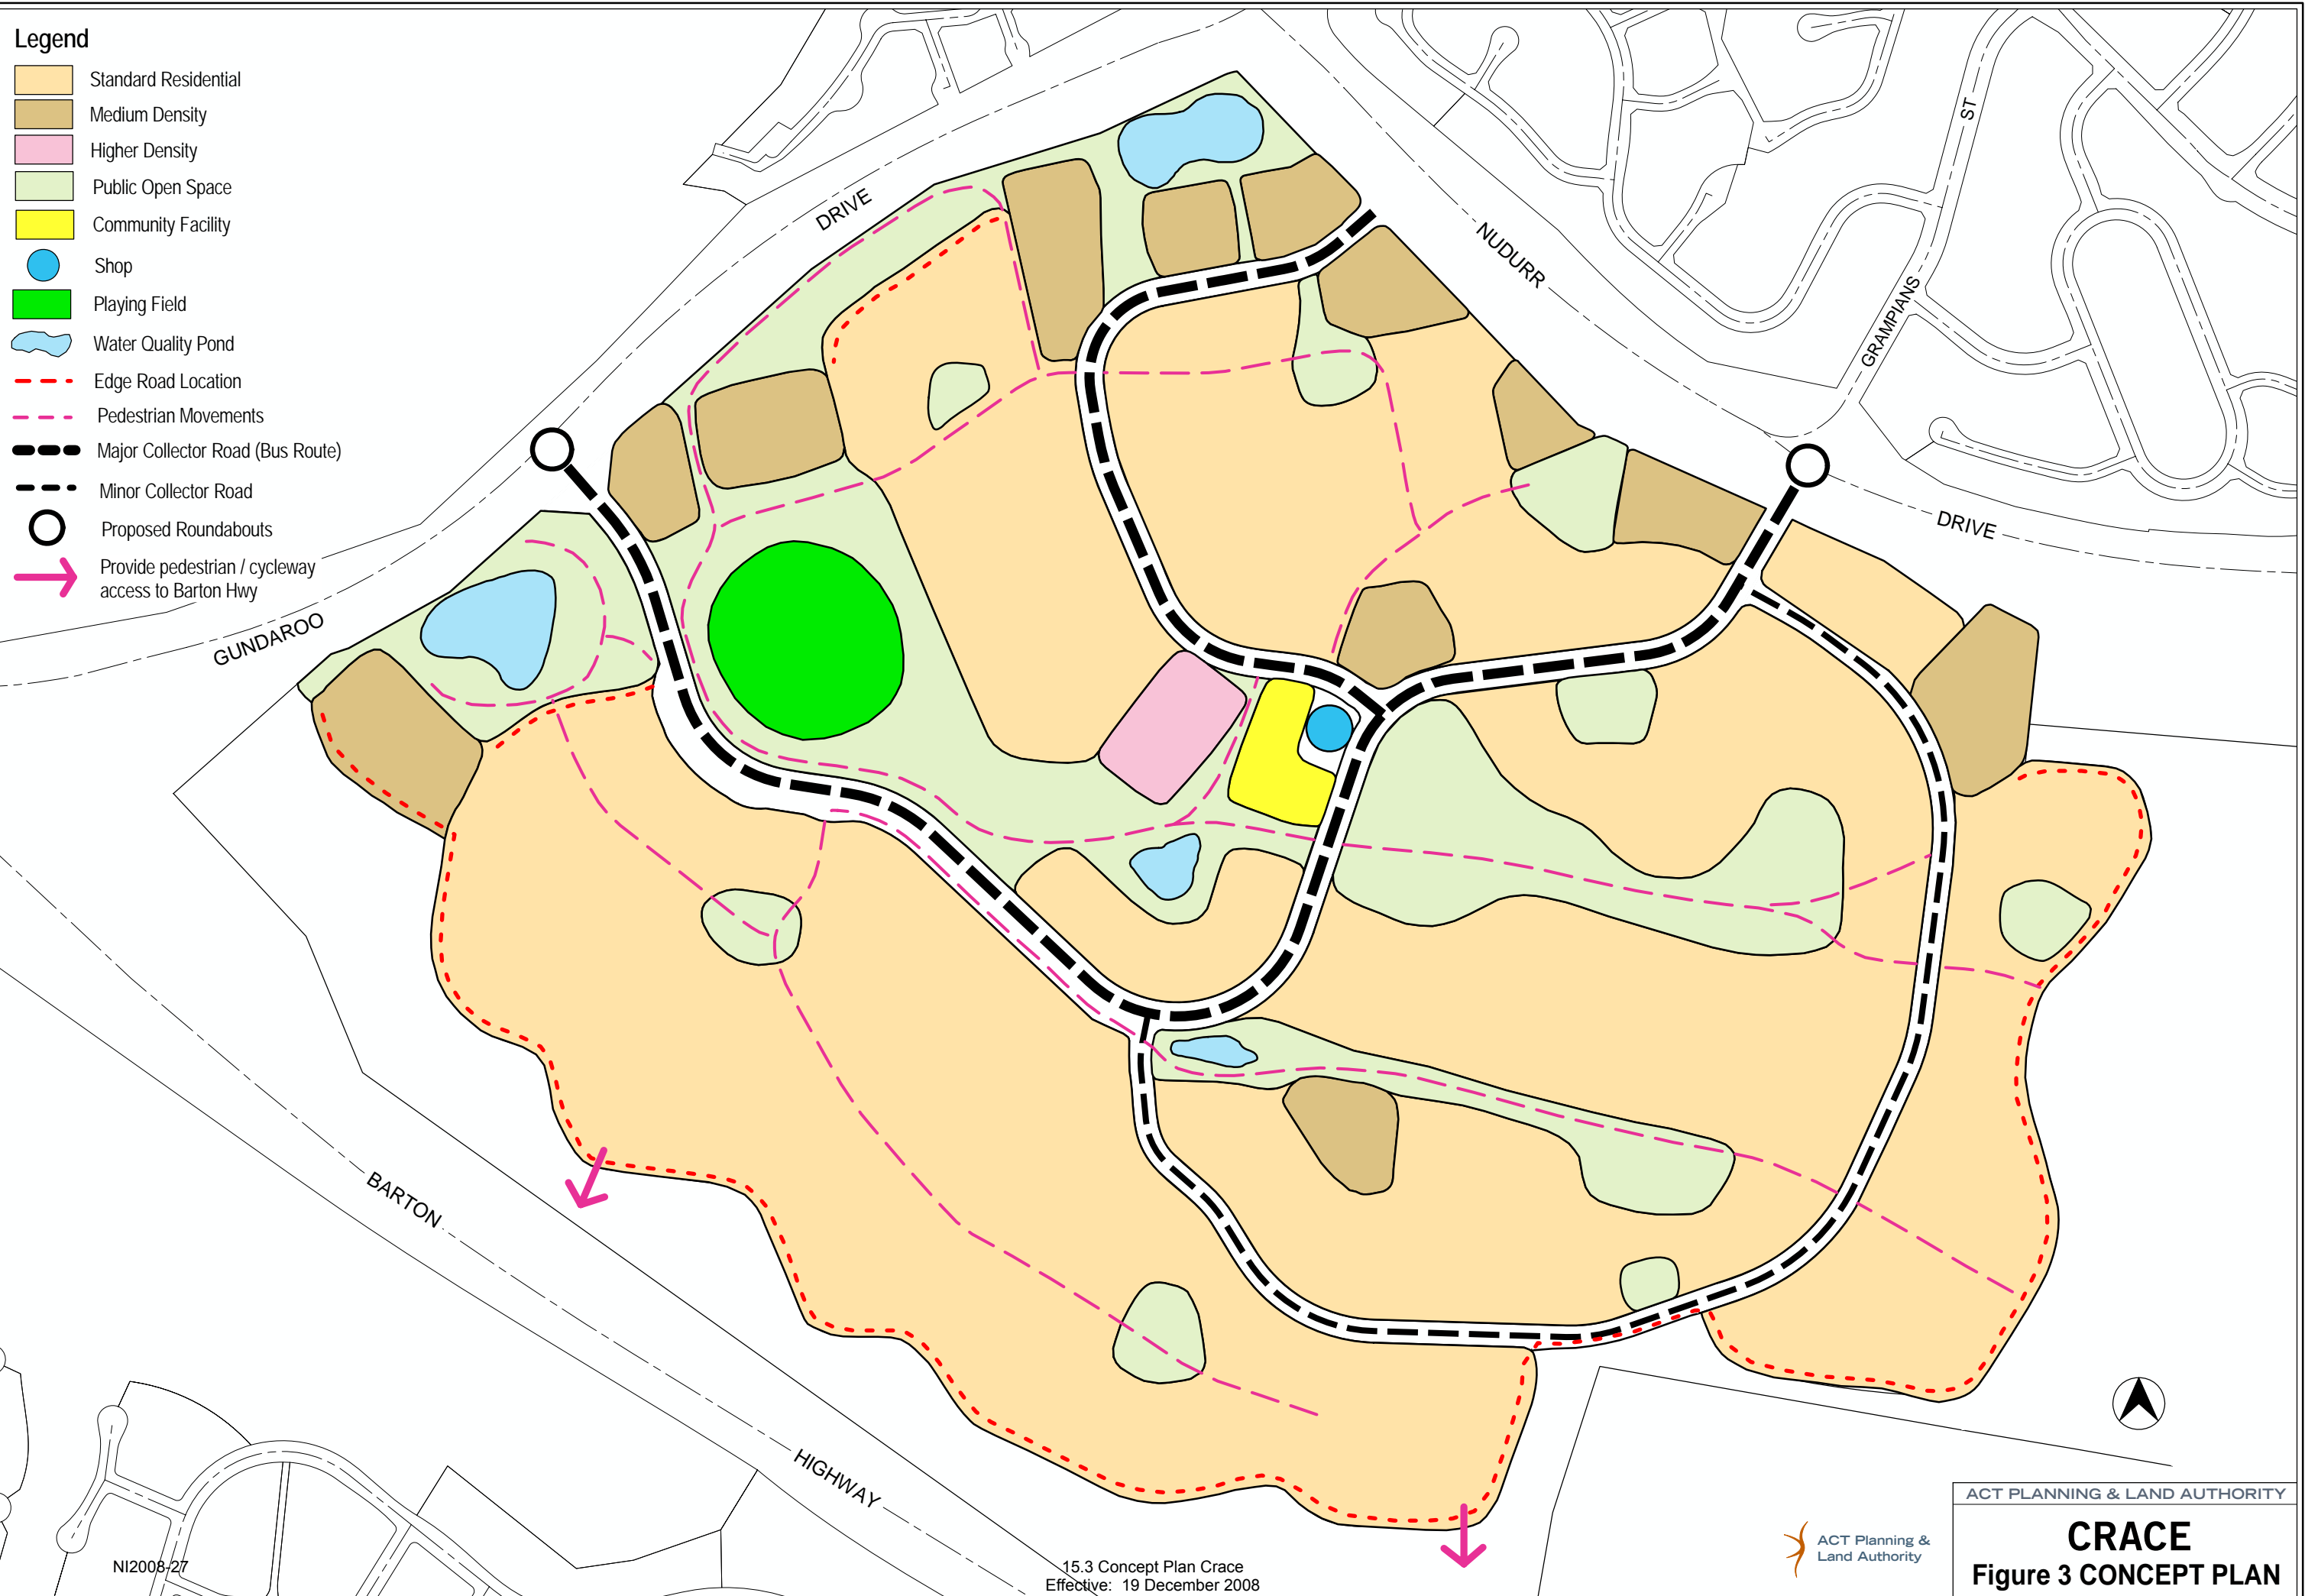 Legend
Standard Residential
Medium Density
Higher Density
Public Open Space
Community Facility
Shop
Playing Field
Water Quality Pond
Edge Road Location
Pedestrian Movements
Major Collector Road (Bus Route)
Minor Collector Road
Proposed Roundabouts
Provide pedestrian / cycleway
access to Barton Hwy
GUNDAROO
DRIVE
NUDURR
DRIVE
GRAMPIANS
ST
BARTON
HIGHWAY
NI2008-27
15.3 Concept Plan Crace
Effective: 19 December 2008
ACT Planning &
Land Authority
ACT PLANNING & LAND AUTHORITY
CRACE
Figure 3 CONCEPT PLAN